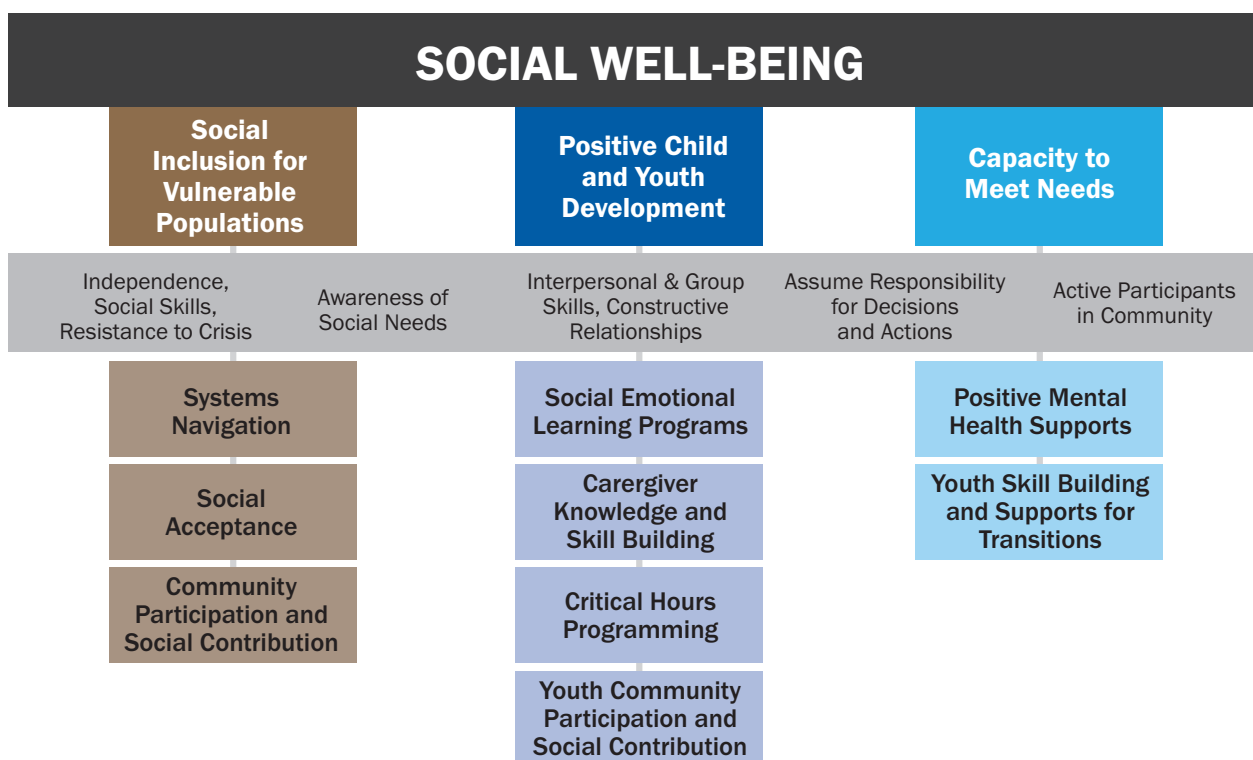 SOCIAL WELL-BEING
Social
Inclusion for
Vulnerable
Populations
Positive Child
and Youth
Development
Capacity to
Meet Needs
Independence,
Social Skills,
Resistance to Crisis
Awareness of
Social Needs
Interpersonal & Group
Skills, Constructive
Relationships
Assume Responsibility
for Decisions
and Actions
Active Participants
in Community
Systems
Navigation
Social
Acceptance
Community
Participation and
Social Contribution
Social Emotional
Learning Programs
Carergiver
Knowledge and
Skill Building
Critical Hours
Programming
Youth Community
Participation and
Social Contribution
Positive Mental
Health Supports
Youth Skill Building
and Supports for
Transitions